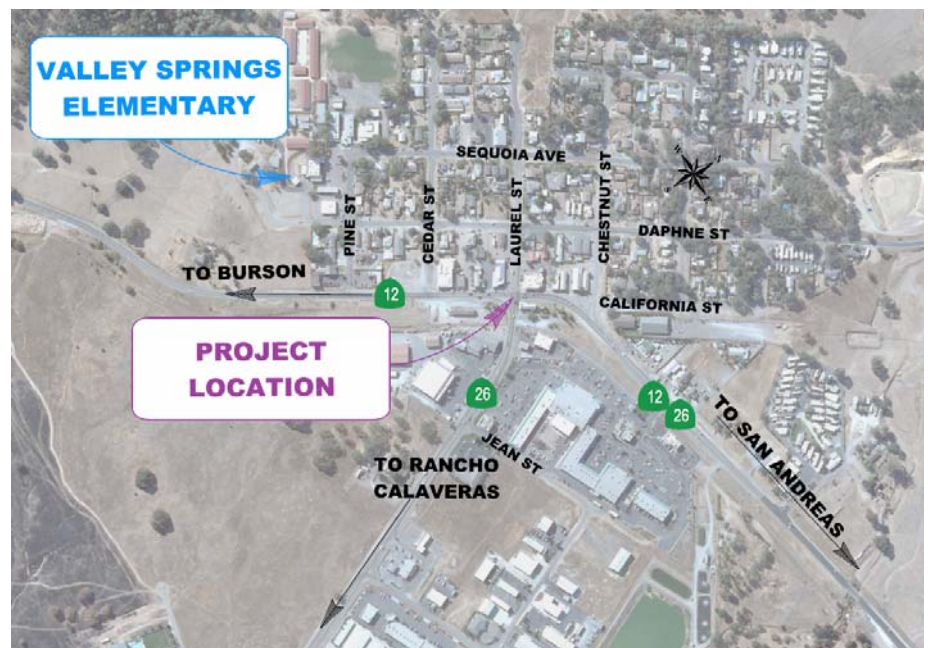 VALLEY SPRINGS
ELEMENTARY
SEQUOIA AVE
PINE ST
CEDAR ST
LAUREL ST
CHESTNUT ST
DAPHNE ST
TO BURSON
12
CALIFORNIA ST
PROJECT
LOCATION
26
12
26
JEAN ST
TO RANCHO
CALAVERAS
TO SAN ANDREAS